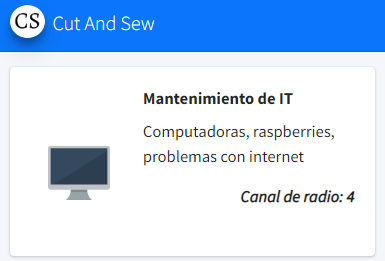 CS Cut And Sew
Mantenimiento de IT
Computadoras, raspberries,
problemas con internet
Canal de radio: 4